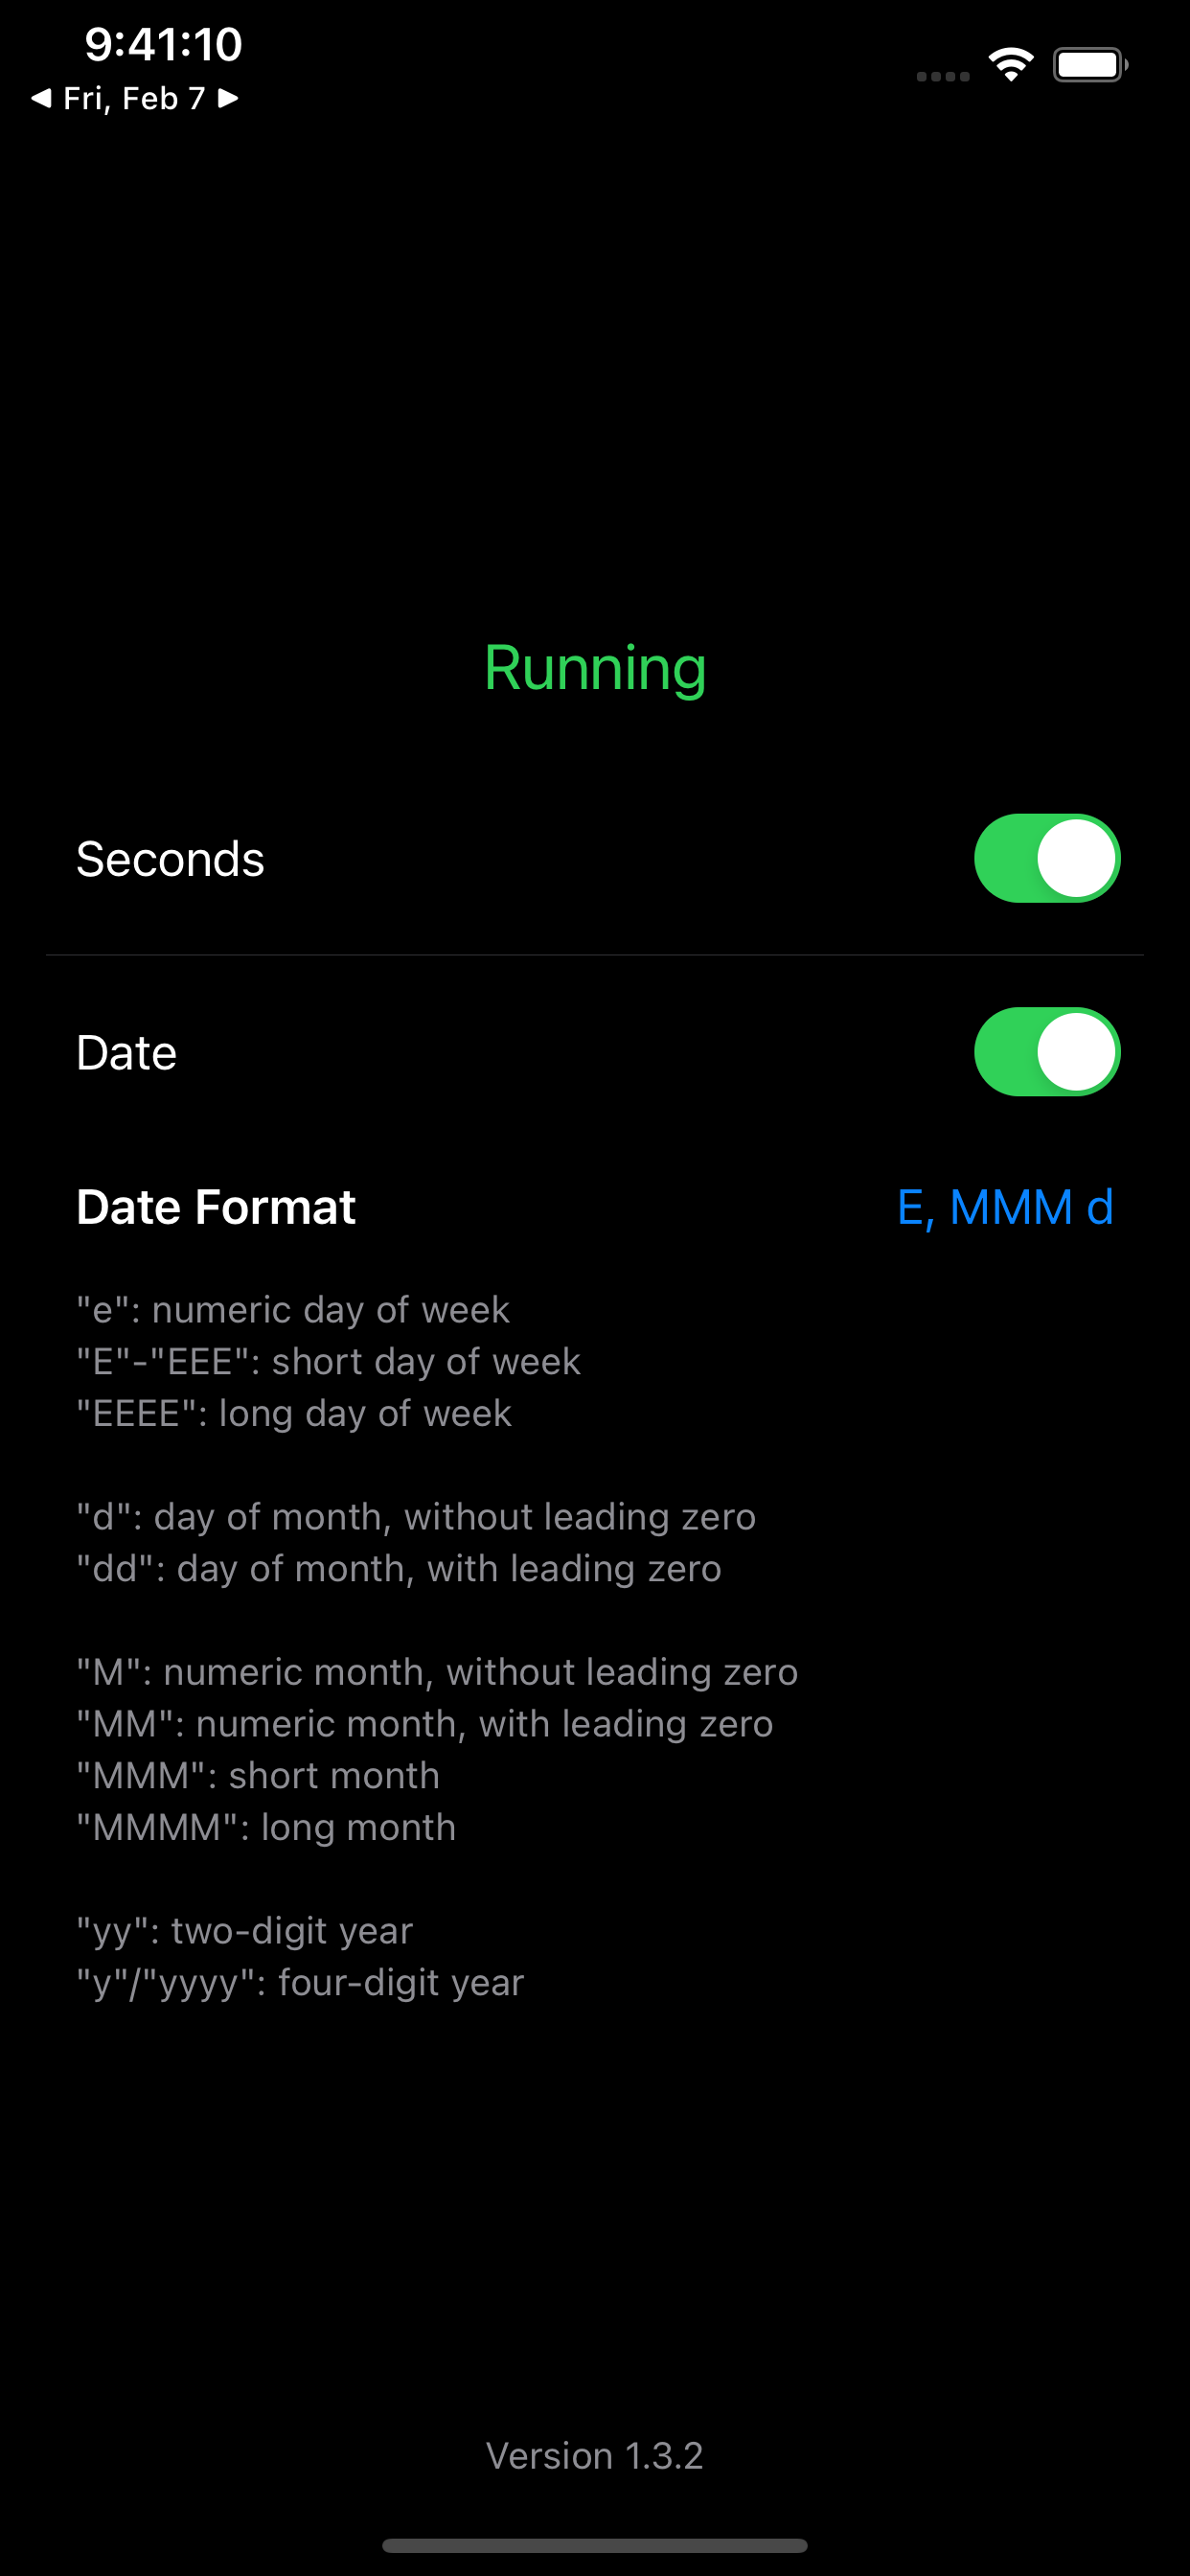 9:41:10
◀ Fri, Feb 7 ▶
Running
Seconds
Date
Date Format E, MMM d
"e": numeric day of week
"E"-"EEE": short day of week
"EEEE": long day of week
"d": day of month, without leading zero
"dd": day of month, with leading zero
"M": numeric month, without leading zero
"MM": numeric month, with leading zero
"MMM": short month
"MMMM": long month
"yy": two-digit year
"y"/"yyyy": four-digit year
Version 1.3.2